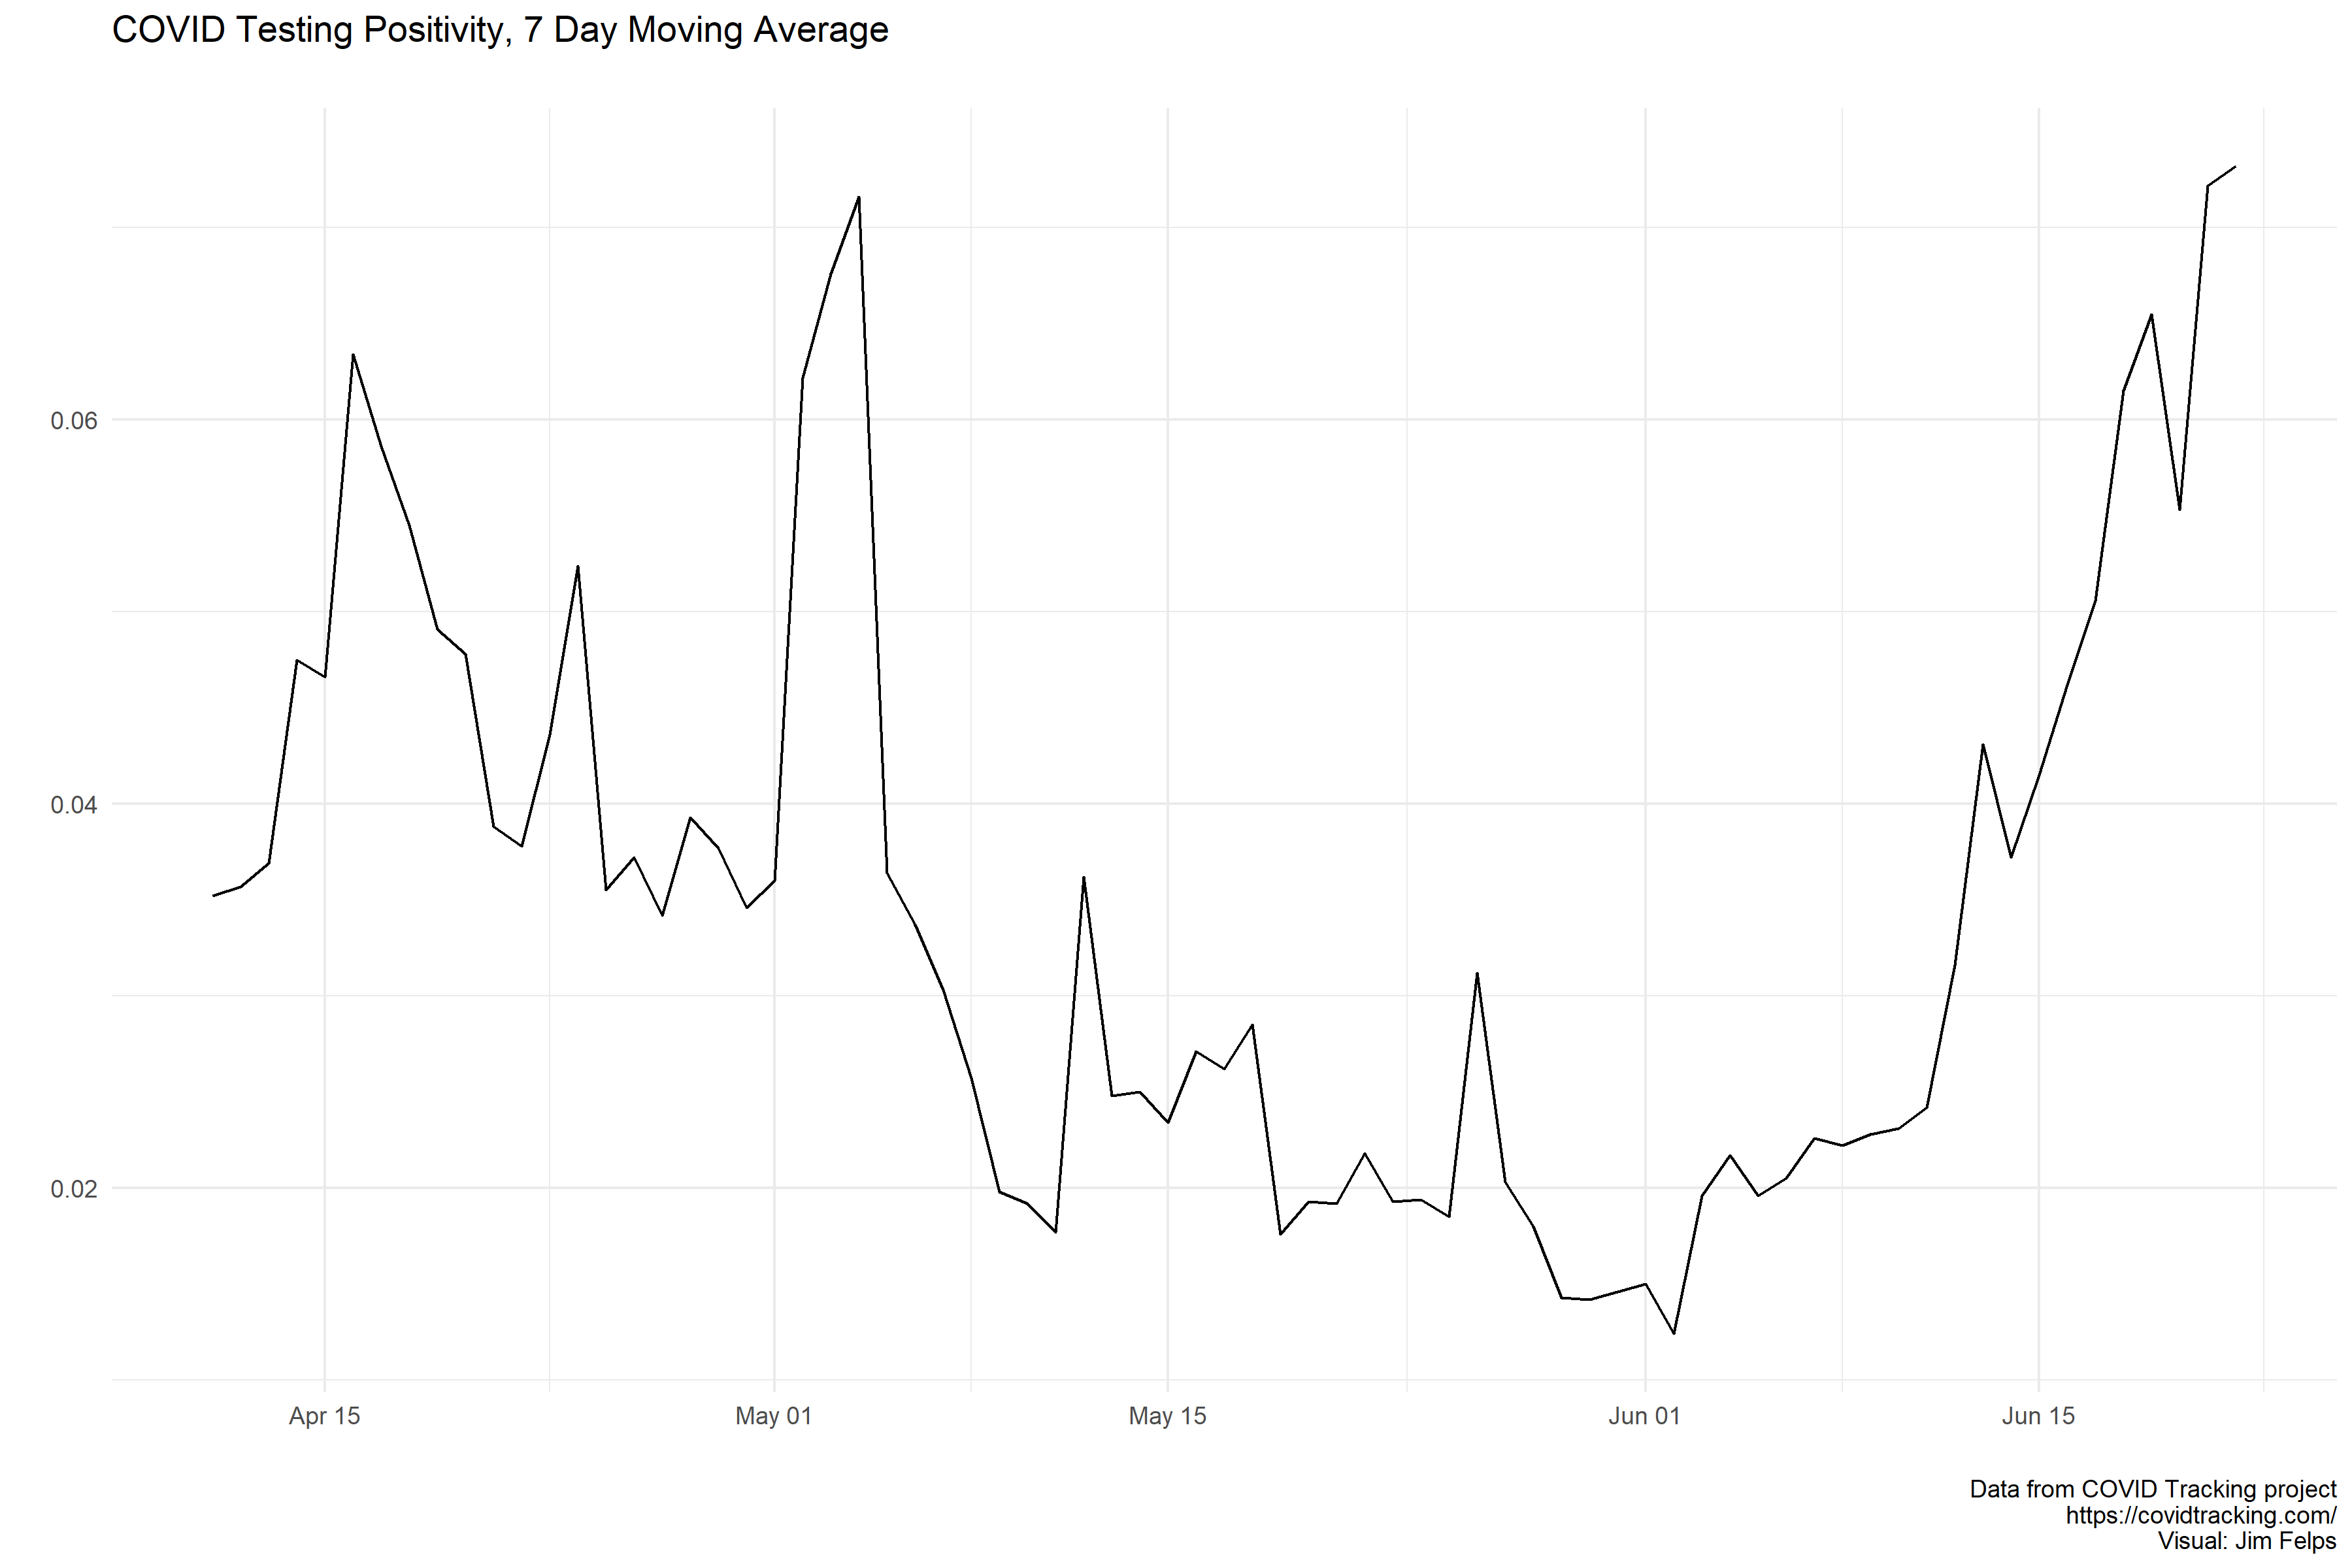 COVID Testing Positivity, 7 Day Moving Average
0.06
0.04
0.02
Apr 15
May 01
May 15
Jun 01
Jun 15
Data from COVID Tracking project
https://covidtracking.com/
Visual: Jim Felps